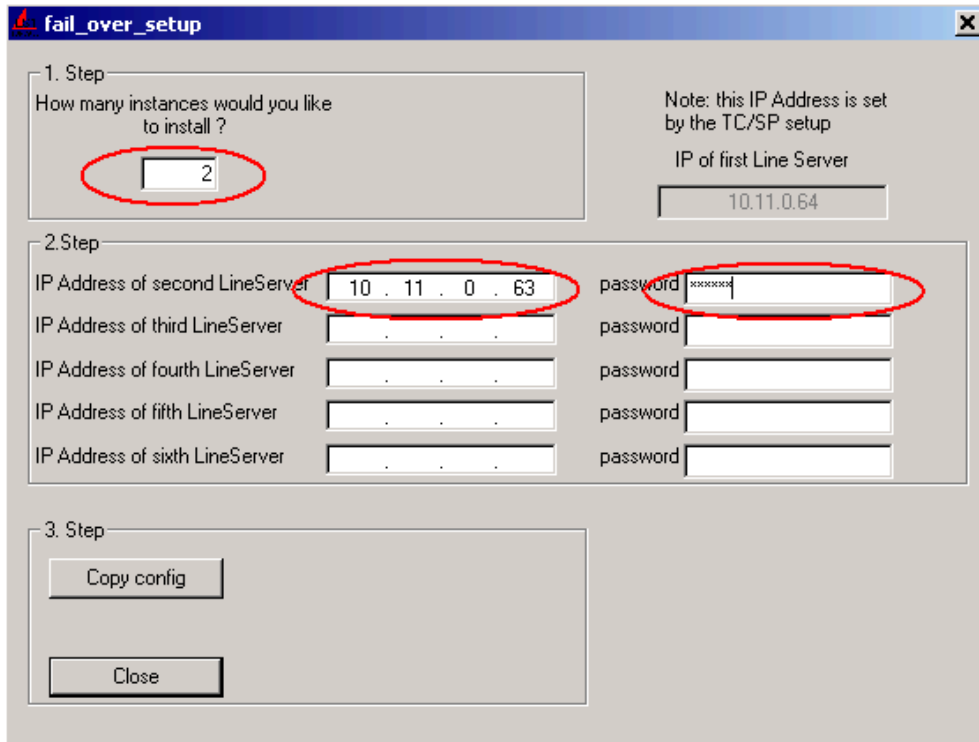 fail_over_setup
1. Step
How many instances would you like
to install ?
2
Note: this IP Address is set
by the TC/SP setup
IP of first Line Server
10.11.0.64
2.Step
IP Address of second LineServer 10 . 11 . 0 . 63 password ******
IP Address of third LineServer . . . password
IP Address of fourth LineServer . . . password
IP Address of fifth LineServer . . . password
IP Address of sixth LineServer . . . password
3. Step
Copy config
Close